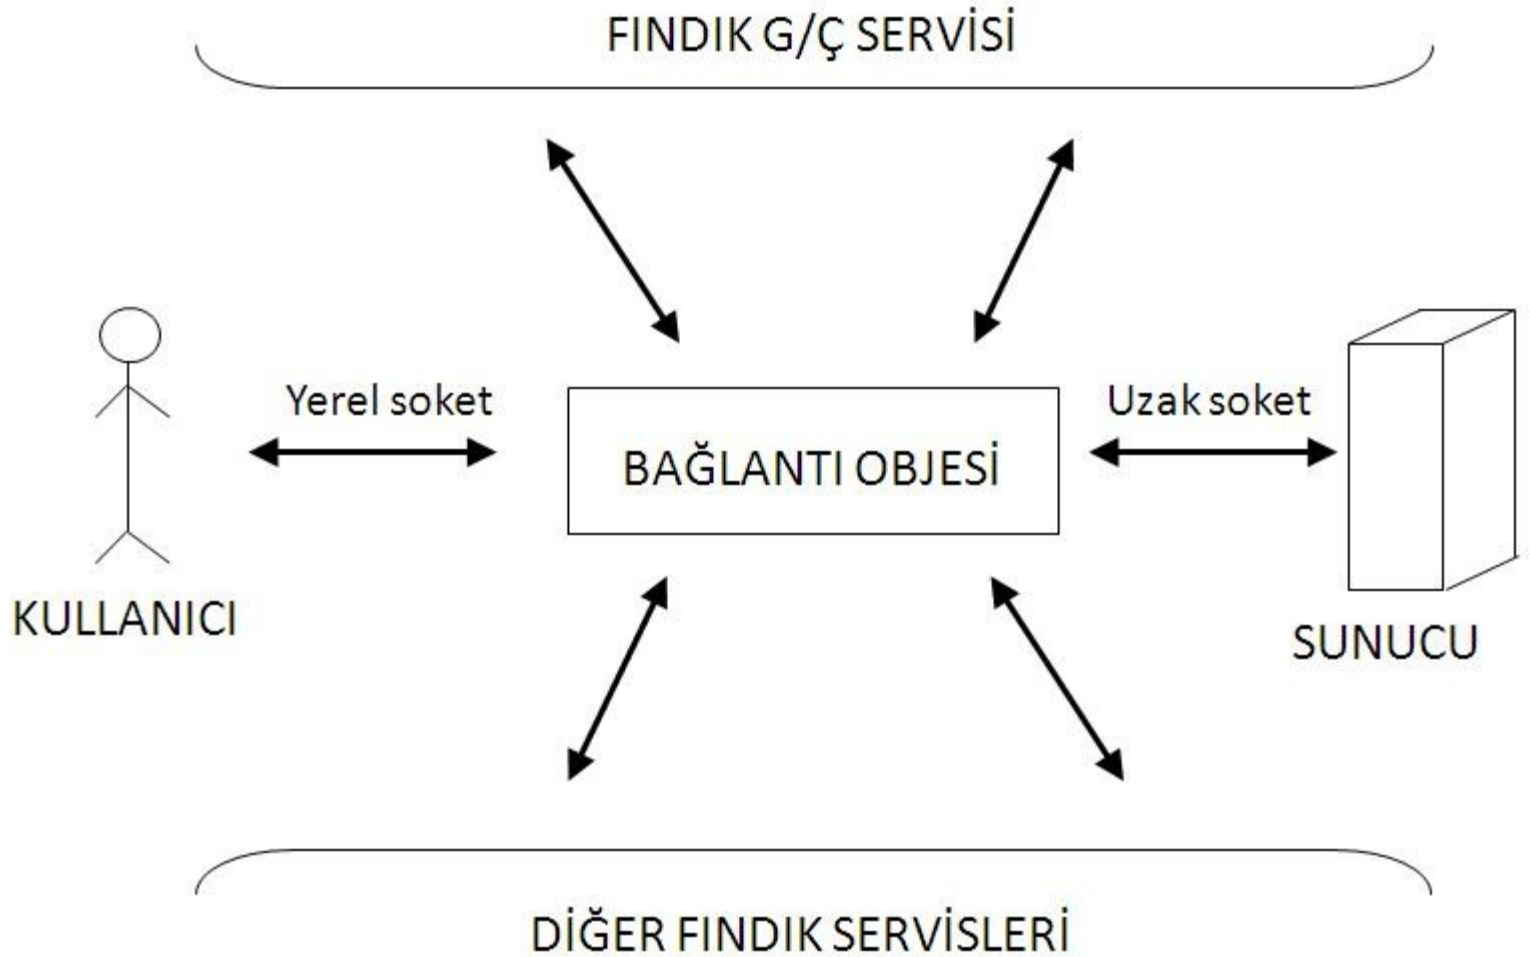 FINDIK G/Ç SERVİSİ
Yerel soket
Uzak soket
BAĞLANTI OBJESİ
KULLANICI
SUNUCU
DİĞER FINDIK SERVİSLERİ